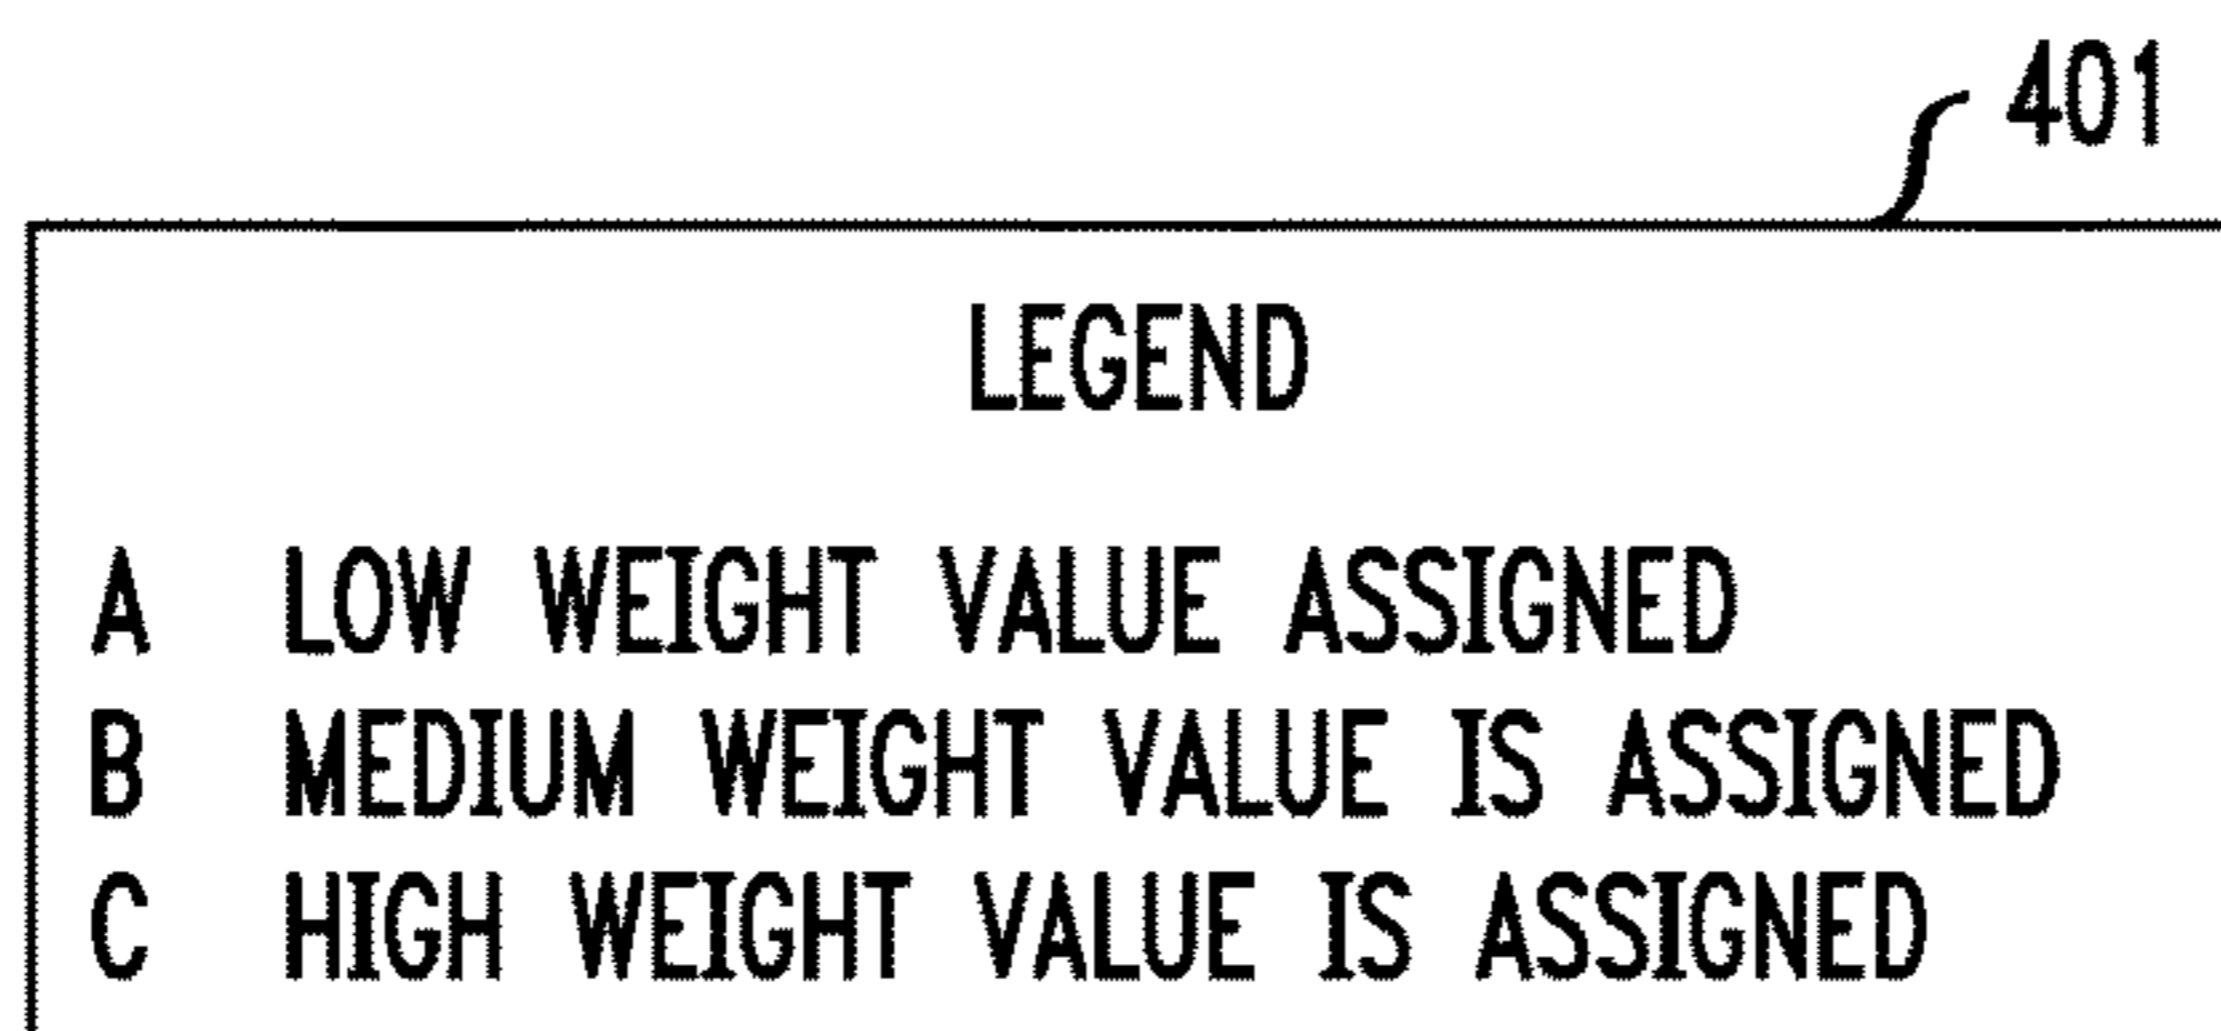 401
LEGEND
A LOW WEIGHT VALUE ASSIGNED
B MEDIUM WEIGHT VALUE IS ASSIGNED
C HIGH WEIGHT VALUE IS ASSIGNED